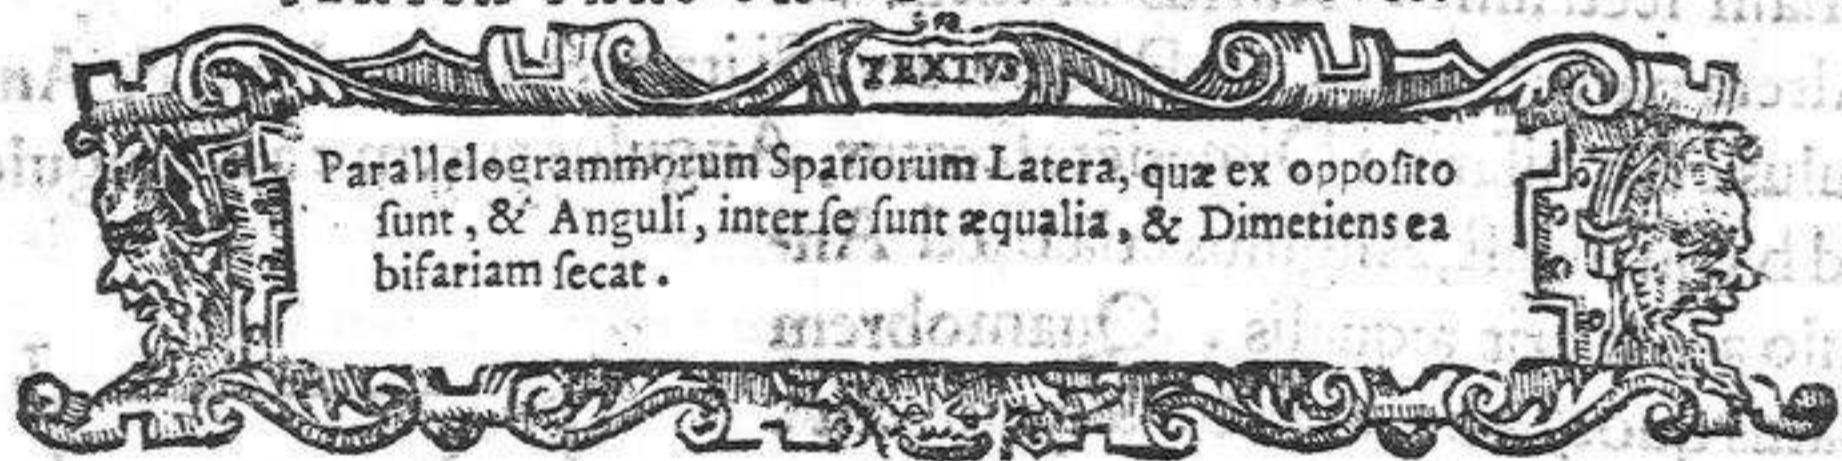 TEXTVS
Parallelogrammorum Spatiorum Latera, quæ ex oppoſito
ſunt, & Anguli, inter ſe ſunt æqualia, & Dimetiens ea
bifariam ſecat.